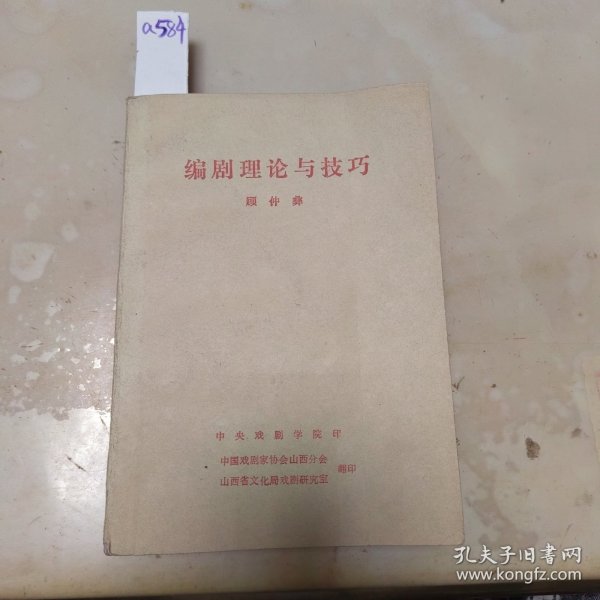 a584
编剧理论与技巧
顾仲彝
中央戏剧学院印
中国戏剧家协会山西分会
山西省文化局戏剧研究室
翻印
孔夫子旧书网
www.kongfz.com